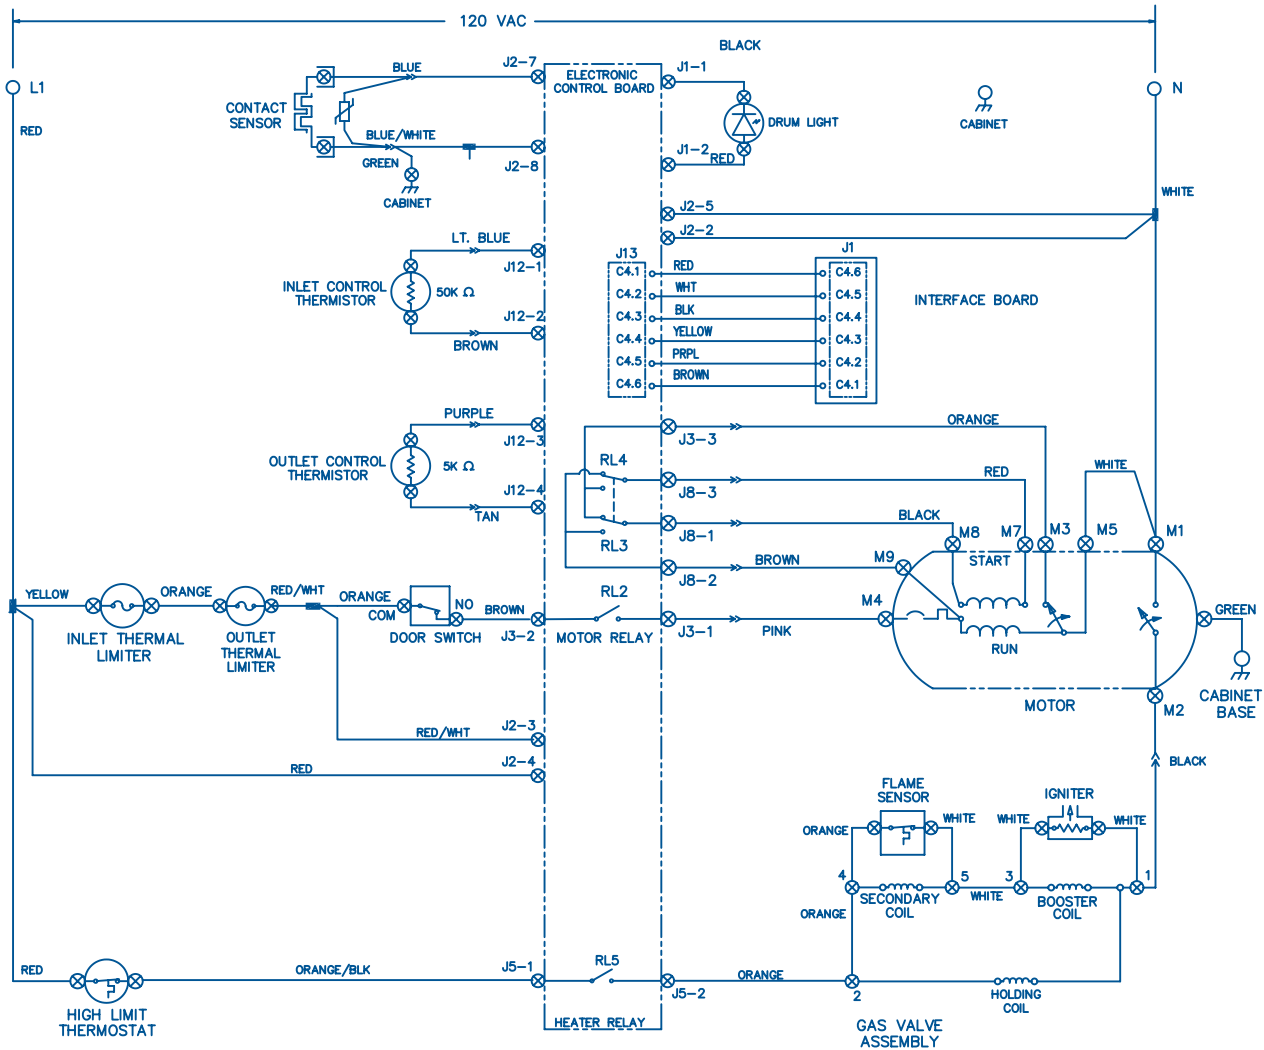 120 VAC
BLACK
L1
RED
CONTACT
SENSOR
BLUE
J2-7
BLUE/WHITE
GREEN
CABINET
J2-8
ELECTRONIC
CONTROL BOARD
J1-1
DRUM LIGHT
J1-2
RED
CABINET
N
WHITE
J2-5
J2-2
LT. BLUE
J12-1
INLET CONTROL
THERMISTOR
50K Ω
J12-2
BROWN
J13
J1
C4.1
RED
C4.6
C4.2
WHT
C4.5
C4.3
BLK
C4.4
C4.4
YELLOW
C4.3
C4.5
PRPL
C4.2
C4.6
BROWN
C4.1
INTERFACE BOARD
PURPLE
J12-3
OUTLET CONTROL
THERMISTOR
5K Ω
J12-4
TAN
J3-3
ORANGE
RL4
J8-3
RED
WHITE
RL3
J8-1
BLACK
M8
M7
M3
M5
M1
START
J8-2
BROWN
M9
YELLOW
INLET THERMAL
LIMITER
ORANGE
OUTLET
THERMAL
LIMITER
RED/WHT
ORANGE
COM
NO
DOOR SWITCH
BROWN
J3-2
RL2
MOTOR RELAY
J3-1
PINK
M4
RUN
MOTOR
GREEN
CABINET
BASE
M2
BLACK
RED/WHT
J2-3
RED
J2-4
FLAME
SENSOR
ORANGE
WHITE
IGNITER
WHITE
WHITE
4
5
3
1
SECONDARY
COIL
WHITE
BOOSTER
COIL
ORANGE
RED
HIGH LIMIT
THERMOSTAT
ORANGE/BLK
J5-1
RL5
HEATER RELAY
J5-2
ORANGE
2
HOLDING
COIL
GAS VALVE
ASSEMBLY